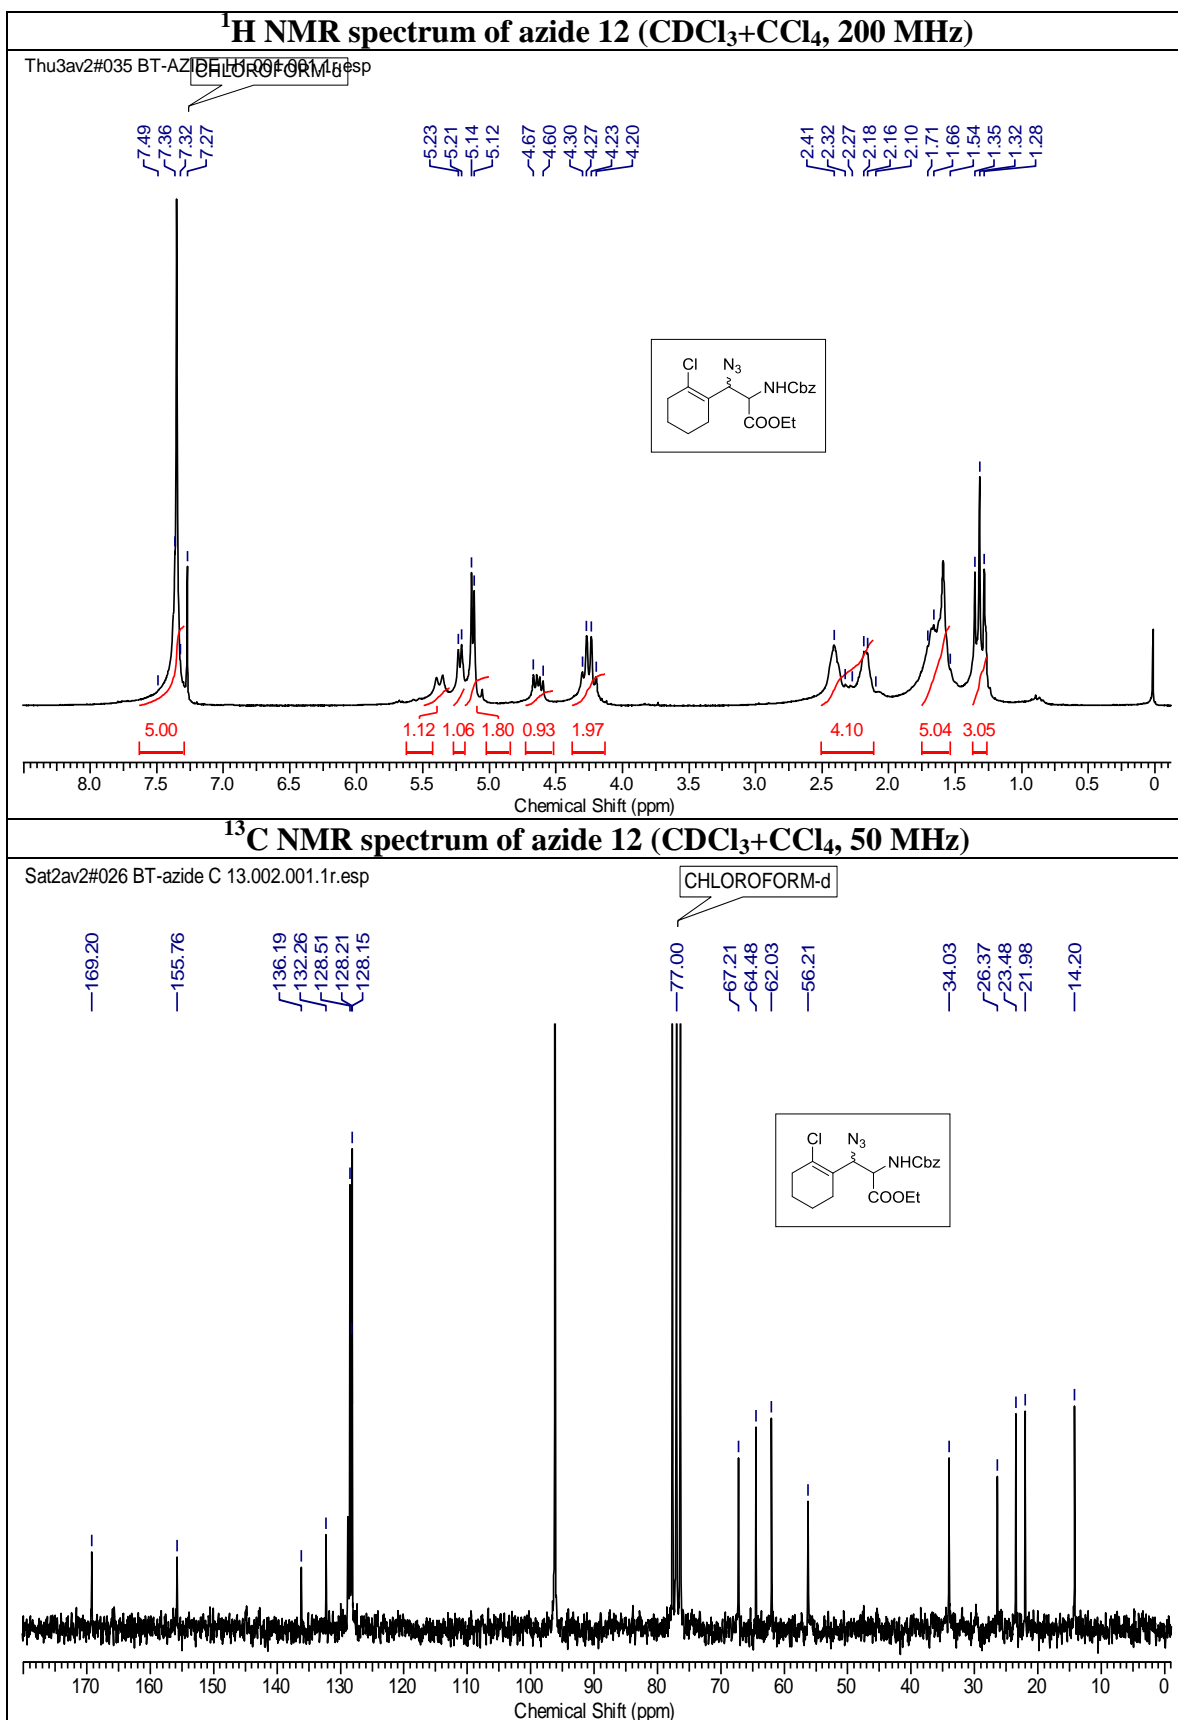 ¹H NMR spectrum of azide 12 (CDCl₃+CCl₄, 200 MHz)
Thu3av2#035 BT-AZIDE H1.001.001.1r.esp
CHLOROFORM-d
7.49 7.36 7.32 7.27 5.23 5.21 5.14 5.12 4.67 4.60 4.30 4.27 4.23 4.20 2.41 2.32 2.27 2.18 2.16 2.10 1.71 1.66 1.54 1.35 1.32 1.28
Cl N₃
NHCbz
COOEt
5.00 1.12 1.06 1.80 0.93 1.97 4.10 5.04 3.05
8.0 7.5 7.0 6.5 6.0 5.5 5.0 4.5 4.0 3.5 3.0 2.5 2.0 1.5 1.0 0.5 0
Chemical Shift (ppm)
¹³C NMR spectrum of azide 12 (CDCl₃+CCl₄, 50 MHz)
Sat2av2#026 BT-azide C 13.002.001.1r.esp
CHLOROFORM-d
169.20 155.76 136.19 132.26 128.51 128.21 128.15 77.00 67.21 64.48 62.03 56.21 34.03 26.37 23.48 21.98 14.20
Cl N₃
NHCbz
COOEt
170 160 150 140 130 120 110 100 90 80 70 60 50 40 30 20 10 0
Chemical Shift (ppm)